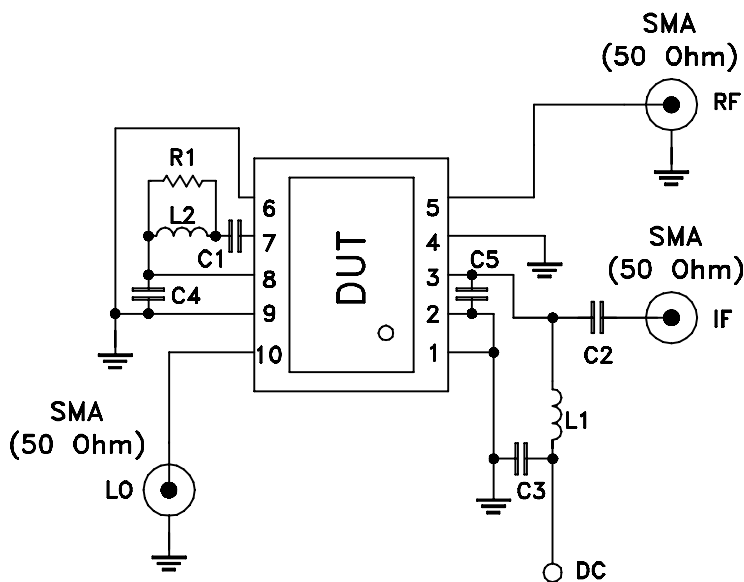 SMA
(50 Ohm)
RF
R1
L2
C1
C4
6
7
8
9
10
DUT
5
4
3
2
1
C5
SMA
(50 Ohm)
IF
C2
L1
C3
SMA
(50 Ohm)
LO
DC